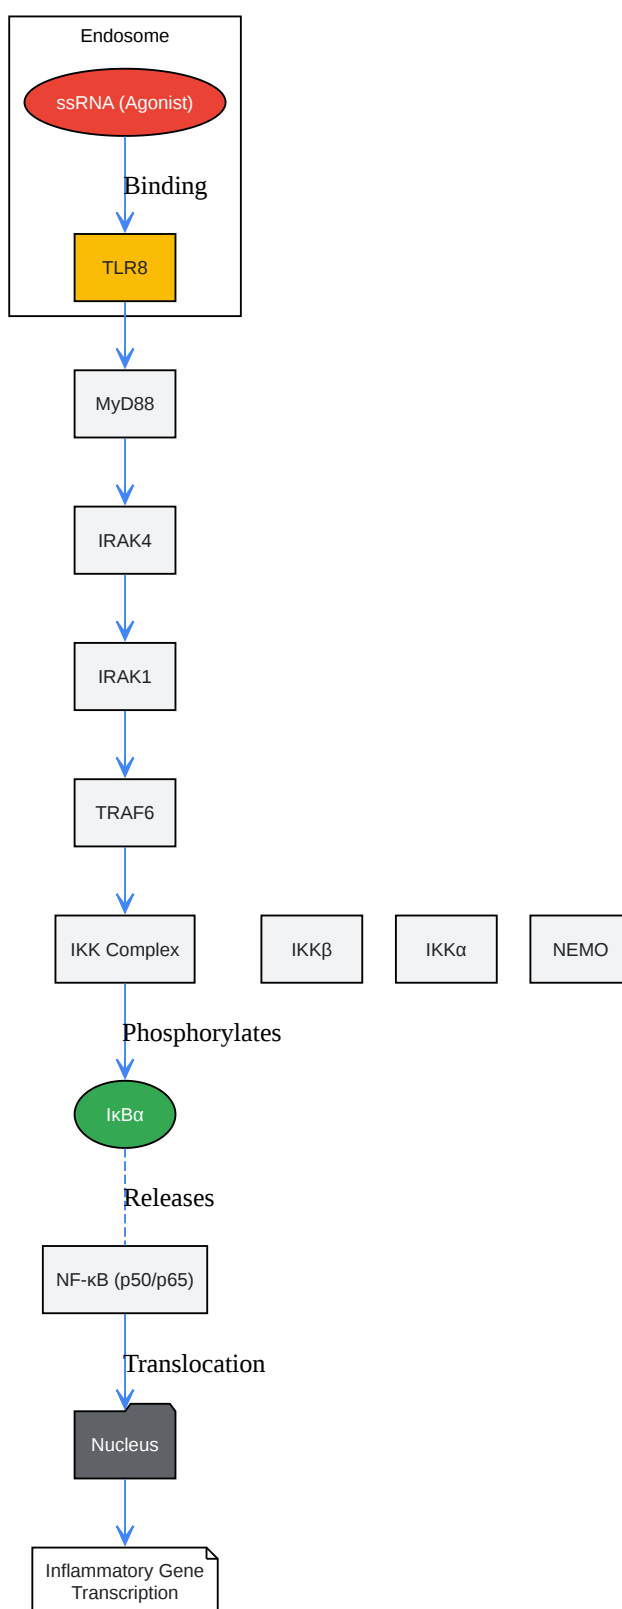 Endosome
ssRNA (Agonist)
Binding
TLR8
MyD88
IRAK4
IRAK1
TRAF6
IKK Complex
IKKβ
IKKα
NEMO
Phosphorylates
IκBα
Releases
NF-κB (p50/p65)
Translocation
Nucleus
Inflammatory Gene
Transcription